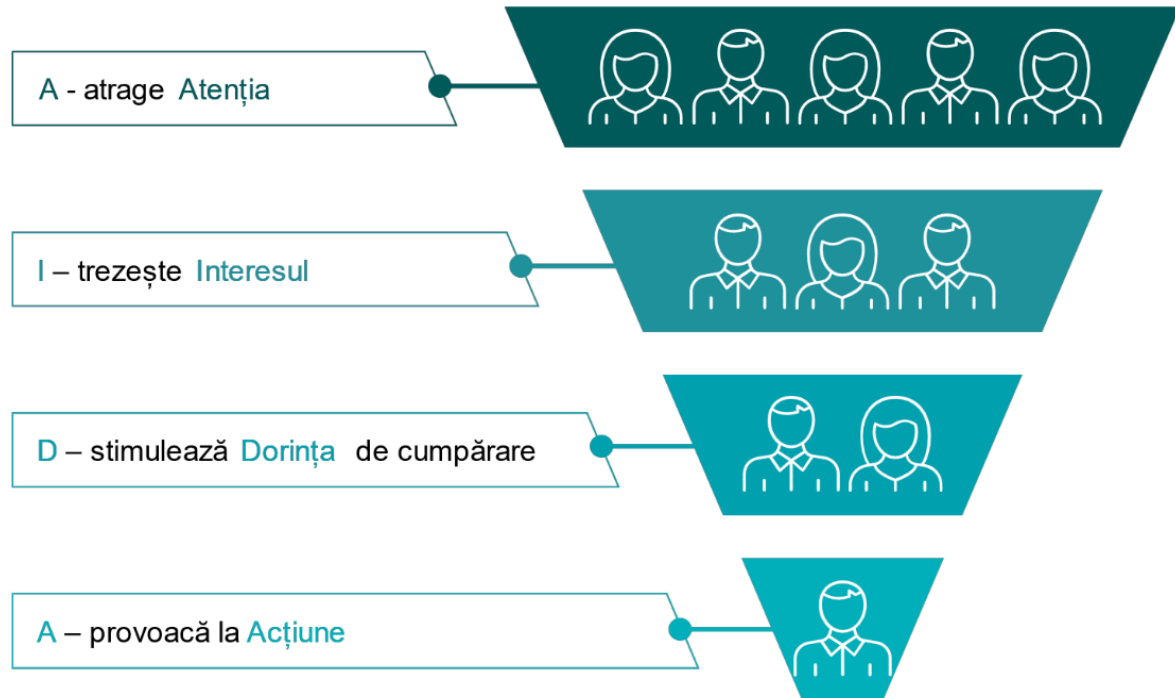 A - atrage Atenția
I – trezește Interesul
D – stimulează Dorința de cumpărare
A – provoacă la Acțiune